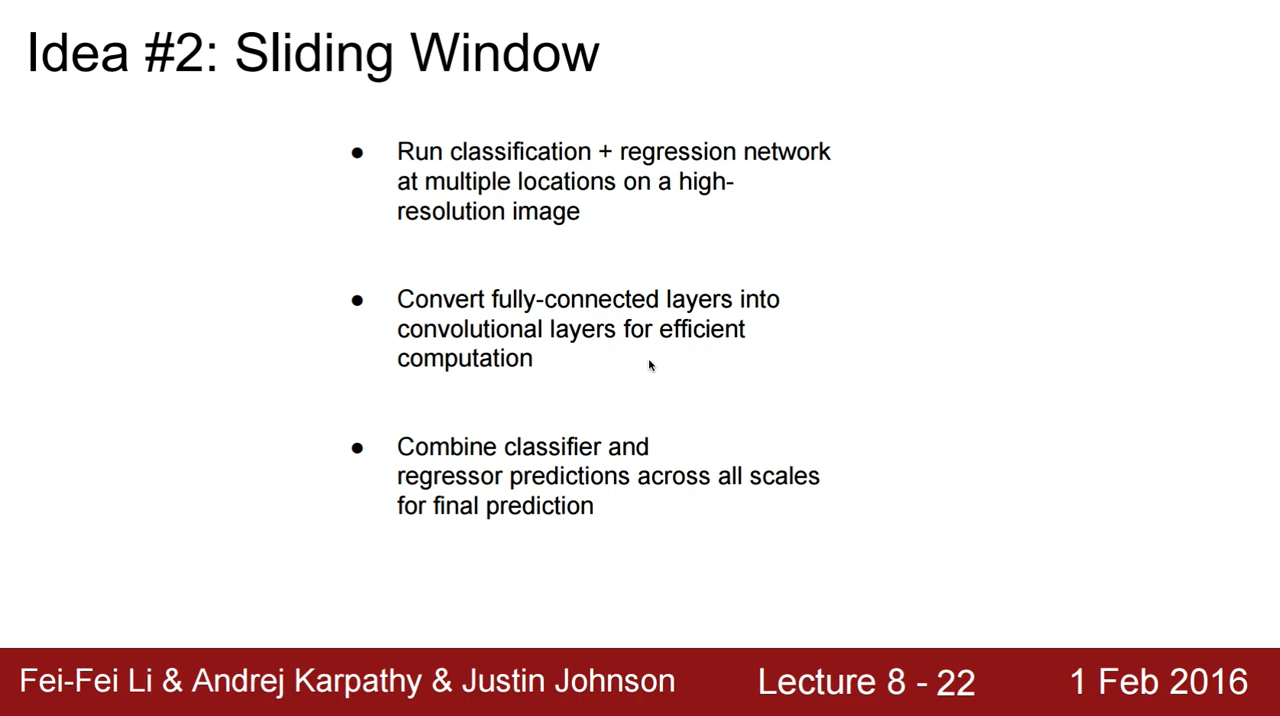 Idea #2: Sliding Window
● Run classification + regression network
at multiple locations on a high-
resolution image
● Convert fully-connected layers into
convolutional layers for efficient
computation
● Combine classifier and
regressor predictions across all scales
for final prediction
Fei-Fei Li & Andrej Karpathy & Justin Johnson Lecture 8 - 22 1 Feb 2016